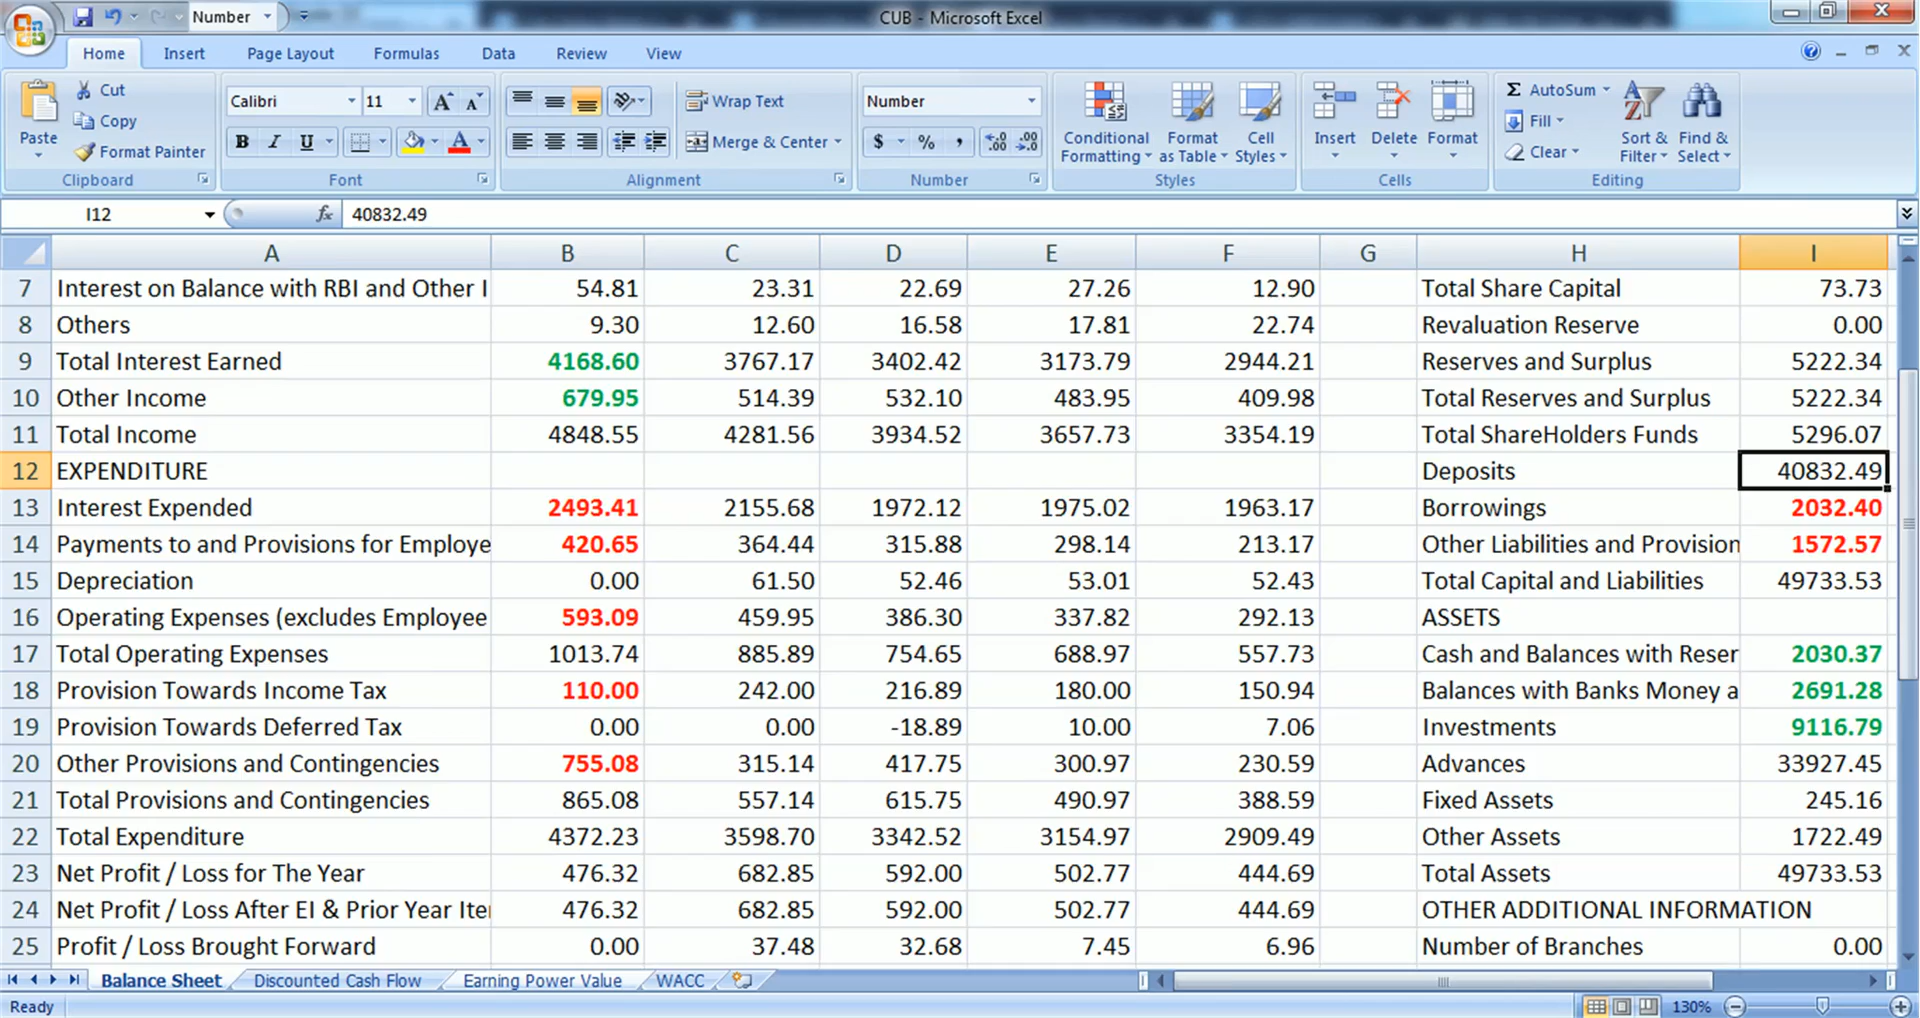 Number
CUB - Microsoft Excel
Home Insert Page Layout Formulas Data Review View
Paste
Cut
Copy
Format Painter
Clipboard
Calibri 11
B I U
Font
Wrap Text
Merge & Center
Alignment
Number
$ % ,
Number
Conditional Formatting
Format as Table
Cell Styles
Styles
Insert Delete Format
Cells
AutoSum
Fill
Clear
Sort & Filter
Find & Select
Editing
I12 fx 40832.49
A B C D E F G H I
7 Interest on Balance with RBI and Other I 54.81 23.31 22.69 27.26 12.90 Total Share Capital 73.73
8 Others 9.30 12.60 16.58 17.81 22.74 Revaluation Reserve 0.00
9 Total Interest Earned 4168.60 3767.17 3402.42 3173.79 2944.21 Reserves and Surplus 5222.34
10 Other Income 679.95 514.39 532.10 483.95 409.98 Total Reserves and Surplus 5222.34
11 Total Income 4848.55 4281.56 3934.52 3657.73 3354.19 Total ShareHolders Funds 5296.07
12 EXPENDITURE Deposits 40832.49
13 Interest Expended 2493.41 2155.68 1972.12 1975.02 1963.17 Borrowings 2032.40
14 Payments to and Provisions for Employe 420.65 364.44 315.88 298.14 213.17 Other Liabilities and Provision 1572.57
15 Depreciation 0.00 61.50 52.46 53.01 52.43 Total Capital and Liabilities 49733.53
16 Operating Expenses (excludes Employee 593.09 459.95 386.30 337.82 292.13 ASSETS
17 Total Operating Expenses 1013.74 885.89 754.65 688.97 557.73 Cash and Balances with Reser 2030.37
18 Provision Towards Income Tax 110.00 242.00 216.89 180.00 150.94 Balances with Banks Money a 2691.28
19 Provision Towards Deferred Tax 0.00 0.00 -18.89 10.00 7.06 Investments 9116.79
20 Other Provisions and Contingencies 755.08 315.14 417.75 300.97 230.59 Advances 33927.45
21 Total Provisions and Contingencies 865.08 557.14 615.75 490.97 388.59 Fixed Assets 245.16
22 Total Expenditure 4372.23 3598.70 3342.52 3154.97 2909.49 Other Assets 1722.49
23 Net Profit / Loss for The Year 476.32 682.85 592.00 502.77 444.69 Total Assets 49733.53
24 Net Profit / Loss After EI & Prior Year Ite 476.32 682.85 592.00 502.77 444.69 OTHER ADDITIONAL INFORMATION
25 Profit / Loss Brought Forward 0.00 37.48 32.68 7.45 6.96 Number of Branches 0.00
Balance Sheet Discounted Cash Flow Earning Power Value WACC
Ready 130%